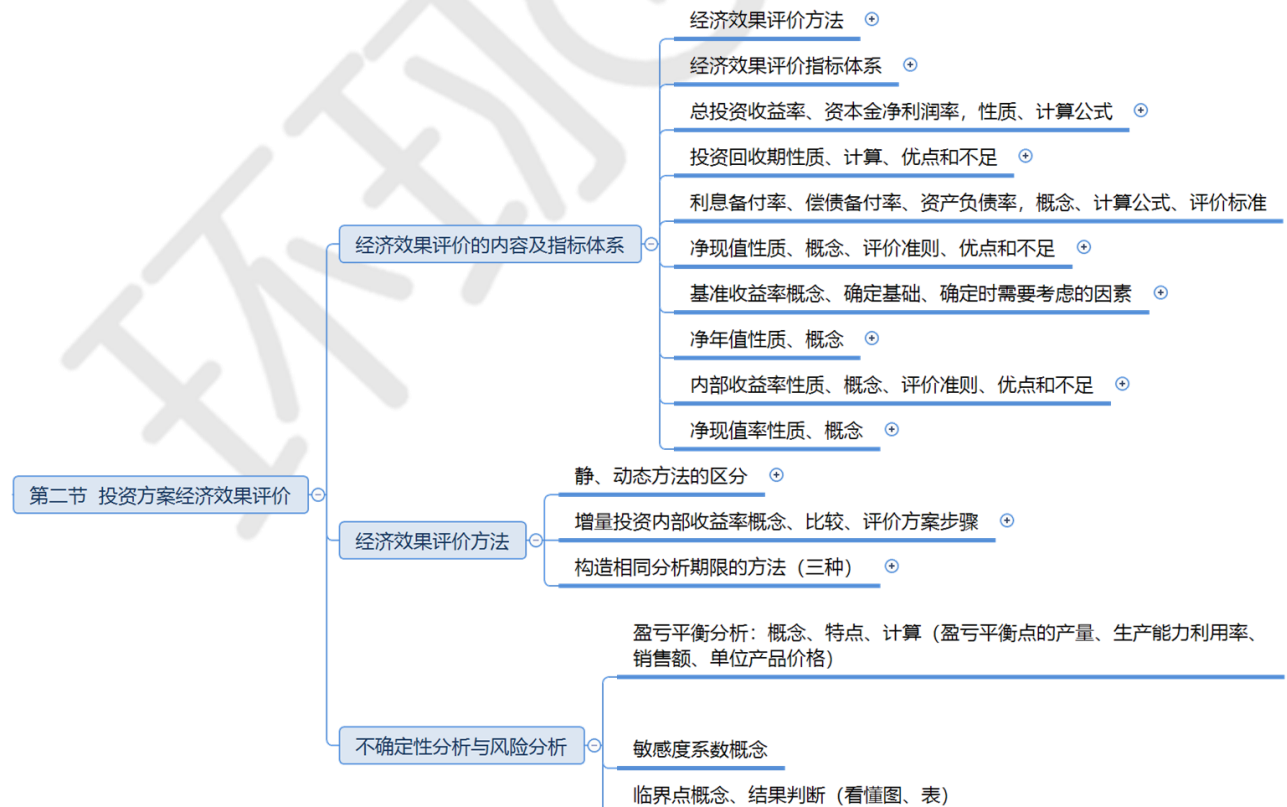 经济效果评价方法
经济效果评价指标体系
总投资收益率、资本金净利润率，性质、计算公式
投资回收期性质、计算、优点和不足
利息备付率、偿债备付率、资产负债率，概念、计算公式、评价标准
经济效果评价的内容及指标体系
净现值性质、概念、评价准则、优点和不足
基准收益率概念、确定基础、确定时需要考虑的因素
净年值性质、概念
内部收益率性质、概念、评价准则、优点和不足
净现值率性质、概念
第二节 投资方案经济效果评价
静、动态方法的区分
经济效果评价方法
增量投资内部收益率概念、比较、评价方案步骤
构造相同分析期限的方法（三种）
盈亏平衡分析：概念、特点、计算（盈亏平衡点的产量、生产能力利用率、
销售额、单位产品价格）
不确定性分析与风险分析
敏感度系数概念
临界点概念、结果判断（看懂图、表）
环球